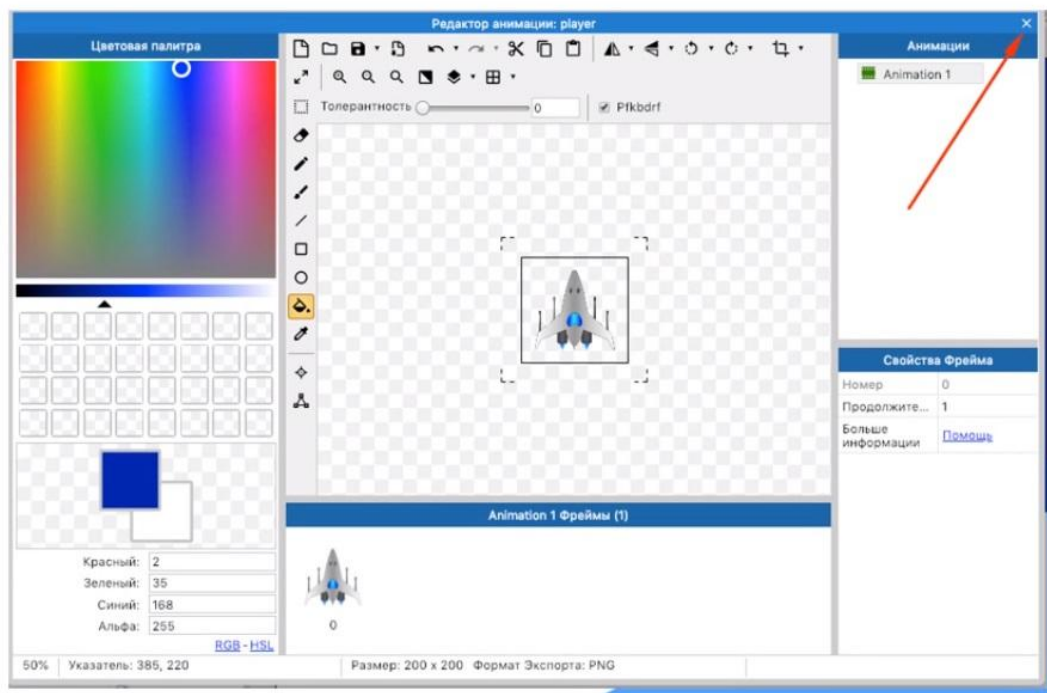 Редактор анимации: player
Цветовая палитра
Анимации
Animation 1
Толерантность 0 Pfkbdrf
Свойства Фрейма
Номер 0
Продолжите... 1
Больше информации Помощь
Animation 1 Фреймы (1)
0
Красный: 2
Зеленый: 35
Синий: 168
Альфа: 255
RGB - HSL
50% Указатель: 385, 220 Размер: 200 x 200 Формат Экспорта: PNG